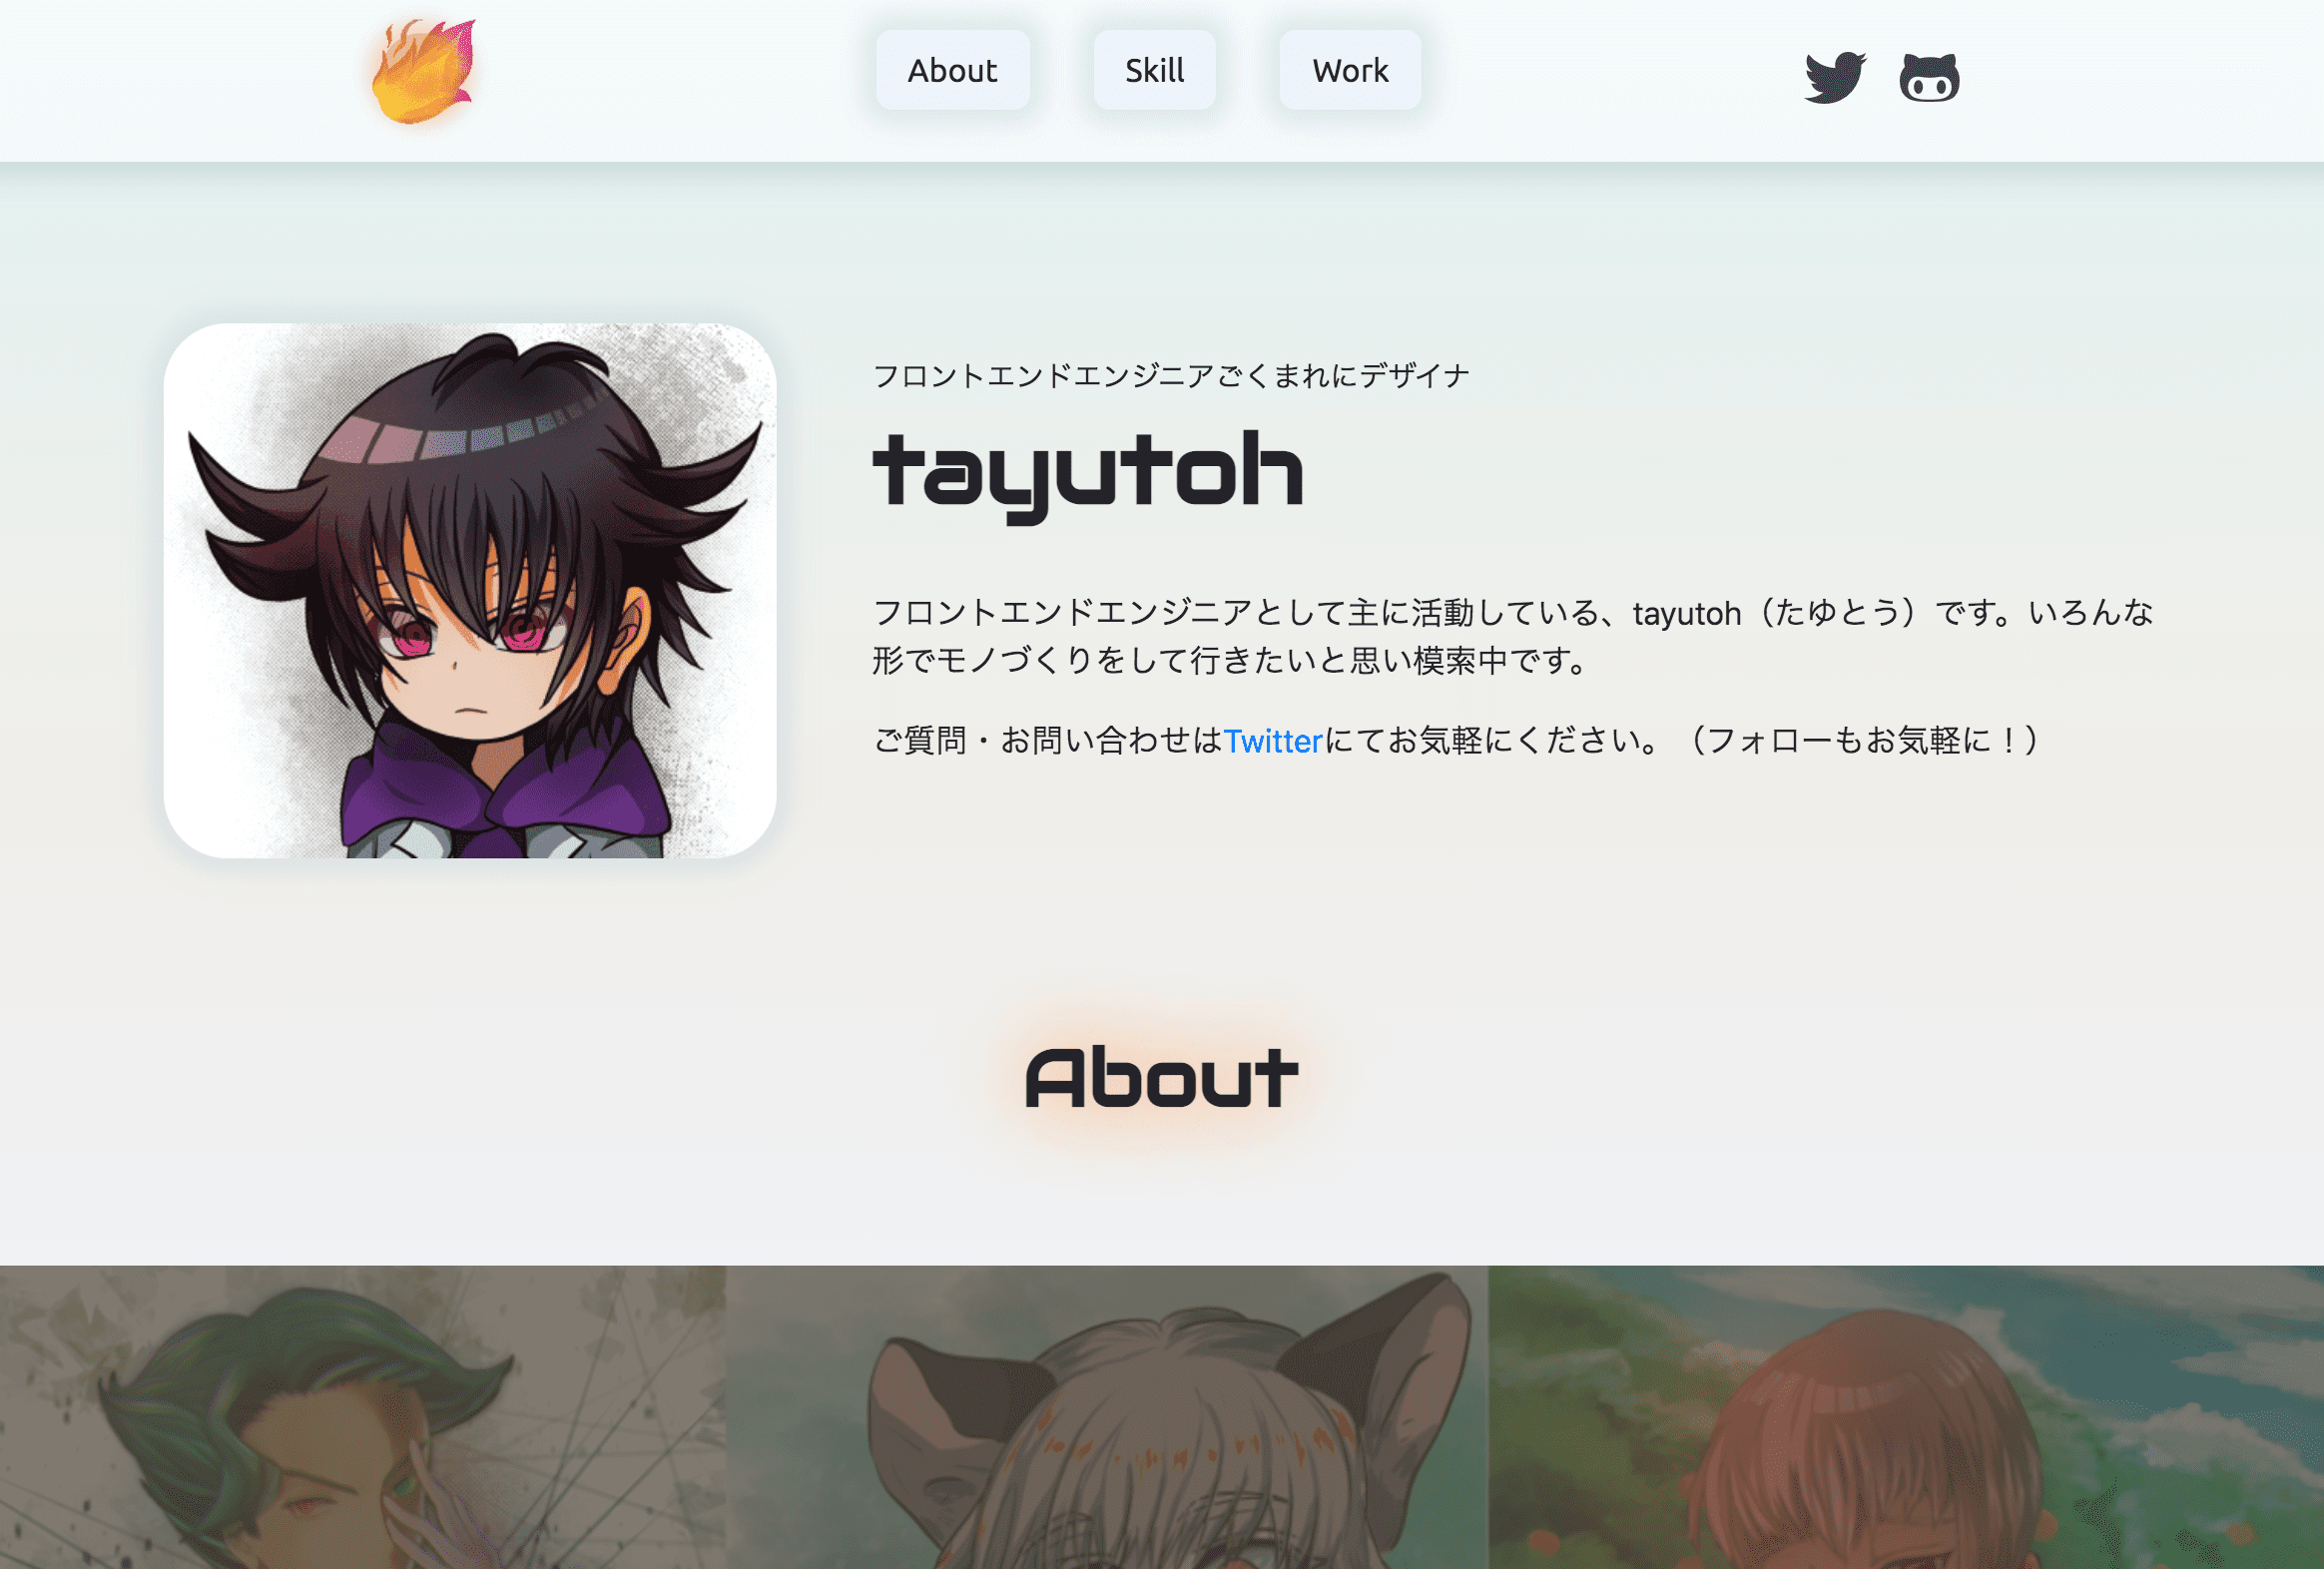 About Skill Work
フロントエンドエンジニアごくまれにデザイナ
tayutoh
フロントエンドエンジニアとして主に活動している、tayutoh（たゆとう）です。いろんな
形でモノづくりをして行きたいと思い模索中です。
ご質問・お問い合わせはTwitterにてお気軽にください。（フォローもお気軽に！）
About